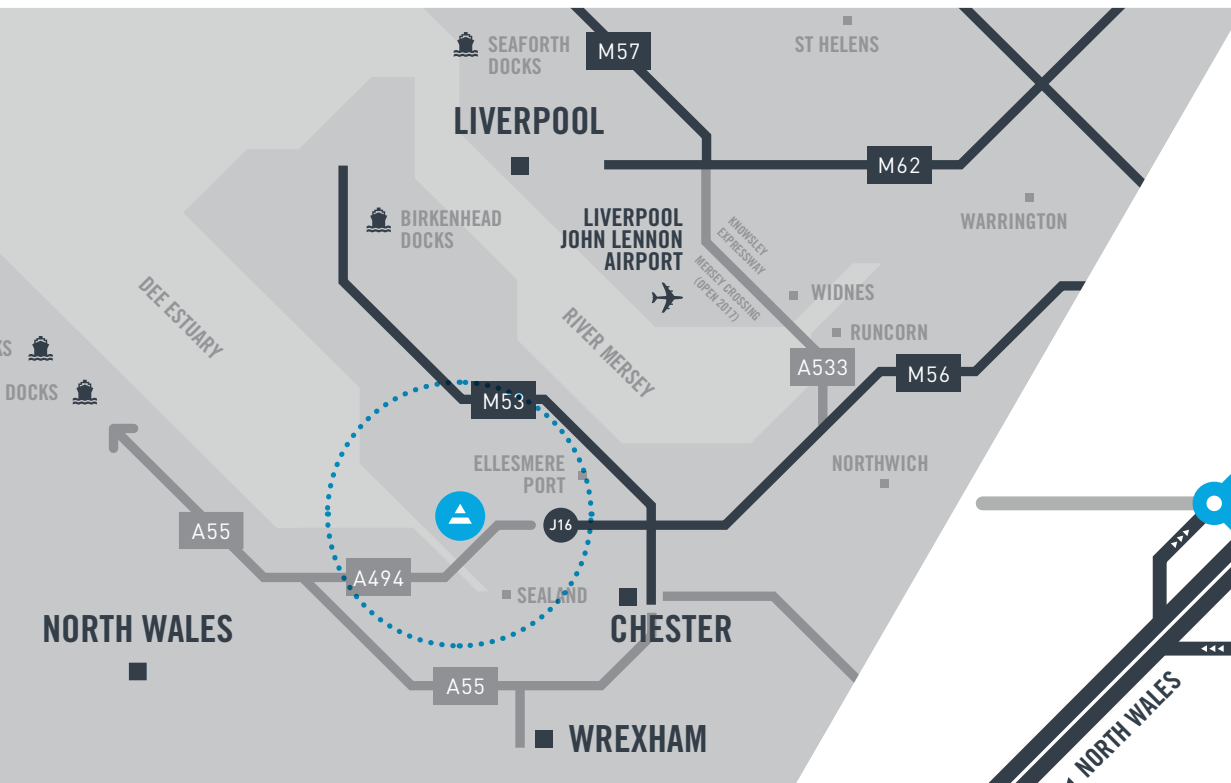 SEAFORTH
DOCKS
M57
ST HELENS
LIVERPOOL
M62
BIRKENHEAD
DOCKS
LIVERPOOL
JOHN LENNON
AIRPORT
KNOWSLEY
EXPRESSWAY
MERSEY CROSSING
(OPEN 2017)
WARRINGTON
DEE ESTUARY
RIVER MERSEY
WIDNES
RUNCORN
DOCKS
A533
M56
M53
ELLESMERE
PORT
NORTHWICH
A55
J16
A494
SEALAND
NORTH WALES
CHESTER
A55
WREXHAM
NORTH WALES